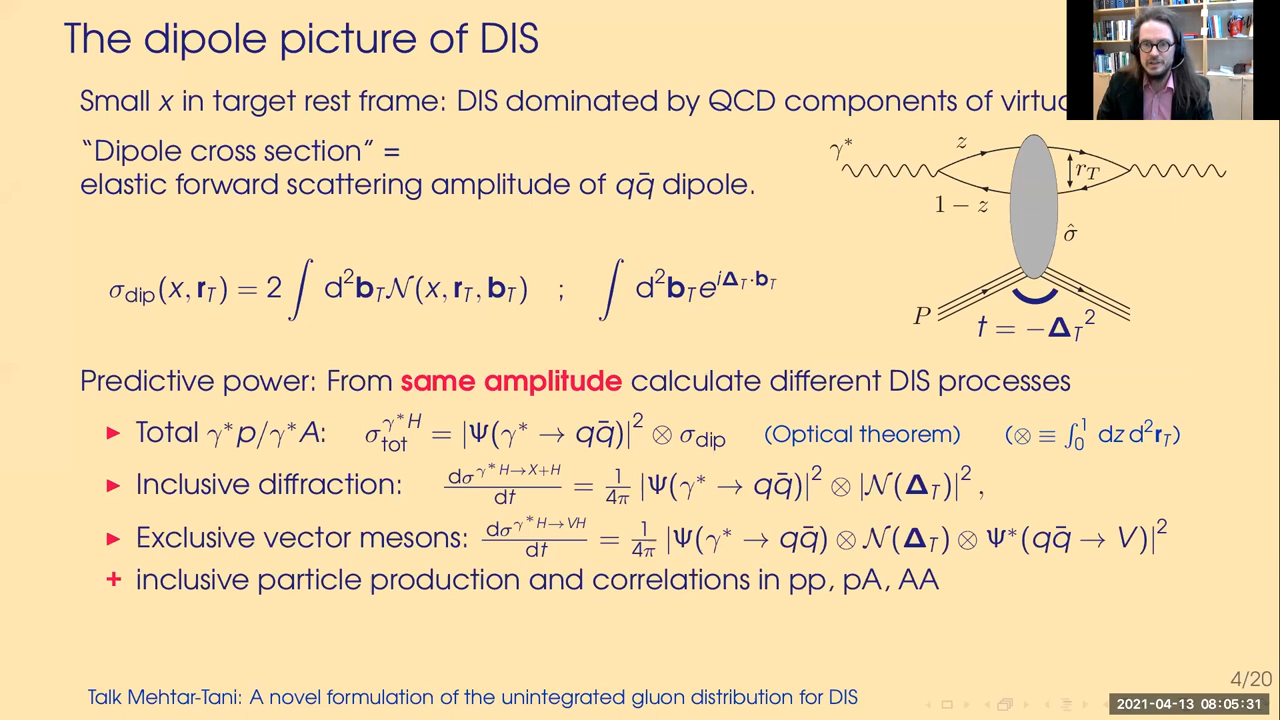 The dipole picture of DIS
Small x in target rest frame: DIS dominated by QCD components of
“Dipole cross section” =
elastic forward scattering amplitude of qq̄ dipole.
γ*
z
r_T
1 − z
σ̂
P
t = −Δ_T²
σ_dip(x, r_T) = 2 ∫ d²b_T 𝒩(x, r_T, b_T) ; ∫ d²b_T e^{iΔ_T·b_T}
Predictive power: From same amplitude calculate different DIS processes
▶ Total γ*p/γ*A: σ_tot^{γ*H} = |Ψ(γ* → qq̄)|² ⊗ σ_dip (Optical theorem) (⊗ ≡ ∫₀¹ dz d²r_T)
▶ Inclusive diffraction: dσ^{γ*H→X+H}/dt = 1/4π |Ψ(γ* → qq̄)|² ⊗ |𝒩(Δ_T)|² ,
▶ Exclusive vector mesons: dσ^{γ*H→VH}/dt = 1/4π |Ψ(γ* → qq̄) ⊗ 𝒩(Δ_T) ⊗ Ψ*(qq̄ → V)|²
+ inclusive particle production and correlations in pp, pA, AA
Talk Mehtar-Tani: A novel formulation of the unintegrated gluon distribution for DIS
4/20
2021-04-13 08:05:31